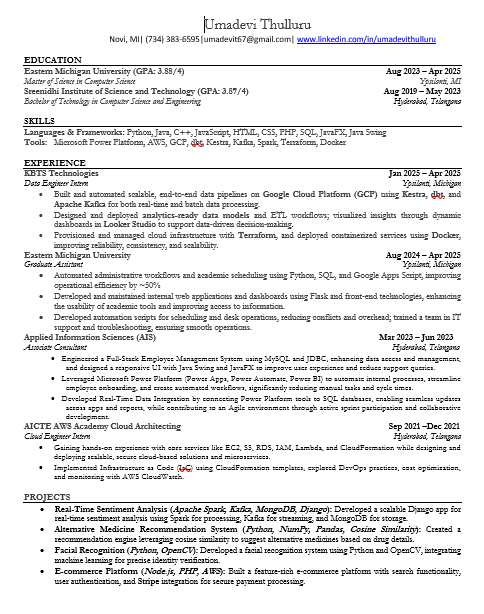 Umadevi Thulluru
Novi, MI| (734) 383-6595|umadevit67@gmail.com| www.linkedin.com/in/umadevithulluru
EDUCATION
Eastern Michigan University (GPA: 3.88/4) Aug 2023 – Apr 2025
Master of Science in Computer Science Ypsilanti, MI
Sreenidhi Institute of Science and Technology (GPA: 3.87/4) Aug 2019 – May 2023
Bachelor of Technology in Computer Science and Engineering Hyderabad, Telangana
SKILLS
Languages & Frameworks: Python, Java, C++, JavaScript, HTML, CSS, PHP, SQL, JavaFX, Java Swing
Tools: Microsoft Power Platform, AWS, GCP, dbt, Kestra, Kafka, Spark, Terraform, Docker
EXPERIENCE
KBTS Technologies Jan 2025 – Apr 2025
Data Engineer Intern Ypsilanti, Michigan
• Built and automated scalable, end-to-end data pipelines on Google Cloud Platform (GCP) using Kestra, dbt, and
Apache Kafka for both real-time and batch data processing.
• Designed and deployed analytics-ready data models and ETL workflows; visualized insights through dynamic
dashboards in Looker Studio to support data-driven decision-making.
• Provisioned and managed cloud infrastructure with Terraform, and deployed containerized services using Docker,
improving reliability, consistency, and scalability.
Eastern Michigan University Aug 2024 – Apr 2025
Graduate Assistant Ypsilanti, Michigan
• Automated administrative workflows and academic scheduling using Python, SQL, and Google Apps Script, improving
operational efficiency by ~50%
• Developed and maintained internal web applications and dashboards using Flask and front-end technologies, enhancing
the usability of academic tools and improving access to information.
• Developed automation scripts for scheduling and desk operations, reducing conflicts and overhead; trained a team in IT
support and troubleshooting, ensuring smooth operations.
Applied Information Sciences (AIS) Mar 2023 – Jun 2023
Associate Consultant Hyderabad, Telangana
• Engineered a Full-Stack Employee Management System using MySQL and JDBC, enhancing data access and management,
and designed a responsive UI with Java Swing and JavaFX to improve user experience and reduce support queries.
• Leveraged Microsoft Power Platform (Power Apps, Power Automate, Power BI) to automate internal processes, streamline
employee onboarding, and create automated workflows, significantly reducing manual tasks and cycle times.
• Developed Real-Time Data Integration by connecting Power Platform tools to SQL databases, enabling seamless updates
across apps and reports, while contributing to an Agile environment through active sprint participation and collaborative
development.
AICTE AWS Academy Cloud Architecting Sep 2021 –Dec 2021
Cloud Engineer Intern Hyderabad, Telangana
• Gaining hands-on experience with core services like EC2, S3, RDS, IAM, Lambda, and CloudFormation while designing and
deploying scalable, secure cloud-based solutions and microservices.
• Implemented Infrastructure as Code (IaC) using CloudFormation templates, explored DevOps practices, cost optimization,
and monitoring with AWS CloudWatch.
PROJECTS
• Real-Time Sentiment Analysis (Apache Spark, Kafka, MongoDB, Django): Developed a scalable Django app for
real-time sentiment analysis using Spark for processing, Kafka for streaming, and MongoDB for storage.
• Alternative Medicine Recommendation System (Python, NumPy, Pandas, Cosine Similarity): Created a
recommendation engine leveraging cosine similarity to suggest alternative medicines based on drug details.
• Facial Recognition (Python, OpenCV): Developed a facial recognition system using Python and OpenCV, integrating
machine learning for precise identity verification.
• E-commerce Platform (Node.js, PHP, AWS): Built a feature-rich e-commerce platform with search functionality,
user authentication, and Stripe integration for secure payment processing.